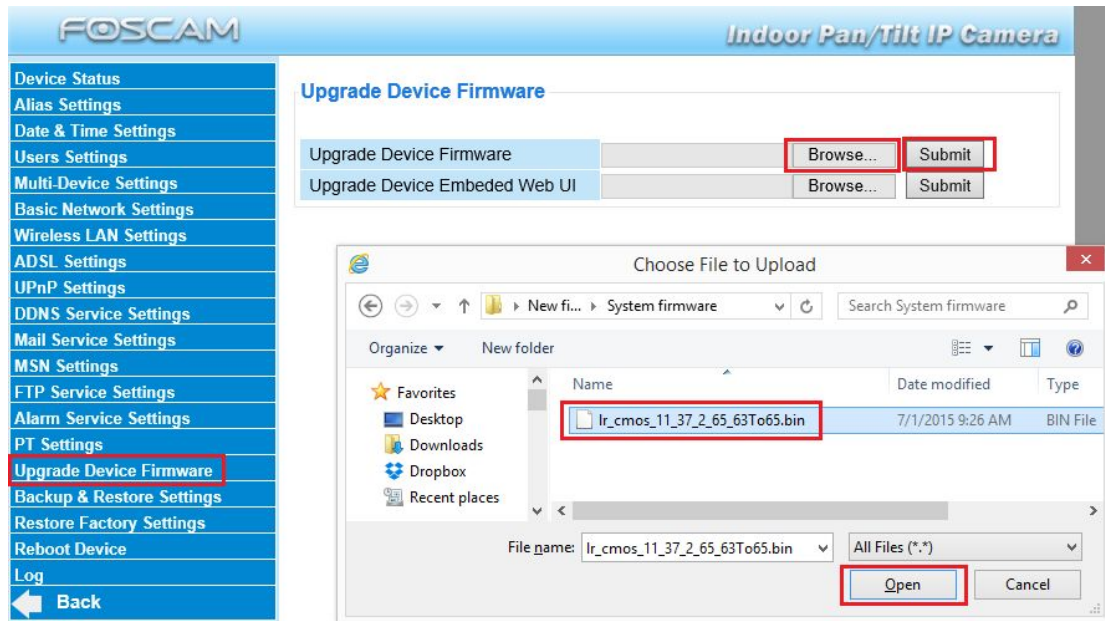 FOSCAM
Indoor Pan/Tilt IP Camera
Device Status
Alias Settings
Date & Time Settings
Users Settings
Multi-Device Settings
Basic Network Settings
Wireless LAN Settings
ADSL Settings
UPnP Settings
DDNS Service Settings
Mail Service Settings
MSN Settings
FTP Service Settings
Alarm Service Settings
PT Settings
Upgrade Device Firmware
Backup & Restore Settings
Restore Factory Settings
Reboot Device
Log
Back
Upgrade Device Firmware
Upgrade Device Firmware Browse... Submit
Upgrade Device Embeded Web UI Browse... Submit
Choose File to Upload
New fi... System firmware Search System firmware
Organize New folder
Name Date modified Type
Favorites
Desktop
Downloads
Dropbox
Recent places
lr_cmos_11_37_2_65_63To65.bin 7/1/2015 9:26 AM BIN File
File name: lr_cmos_11_37_2_65_63To65.bin All Files (*.*)
Open Cancel